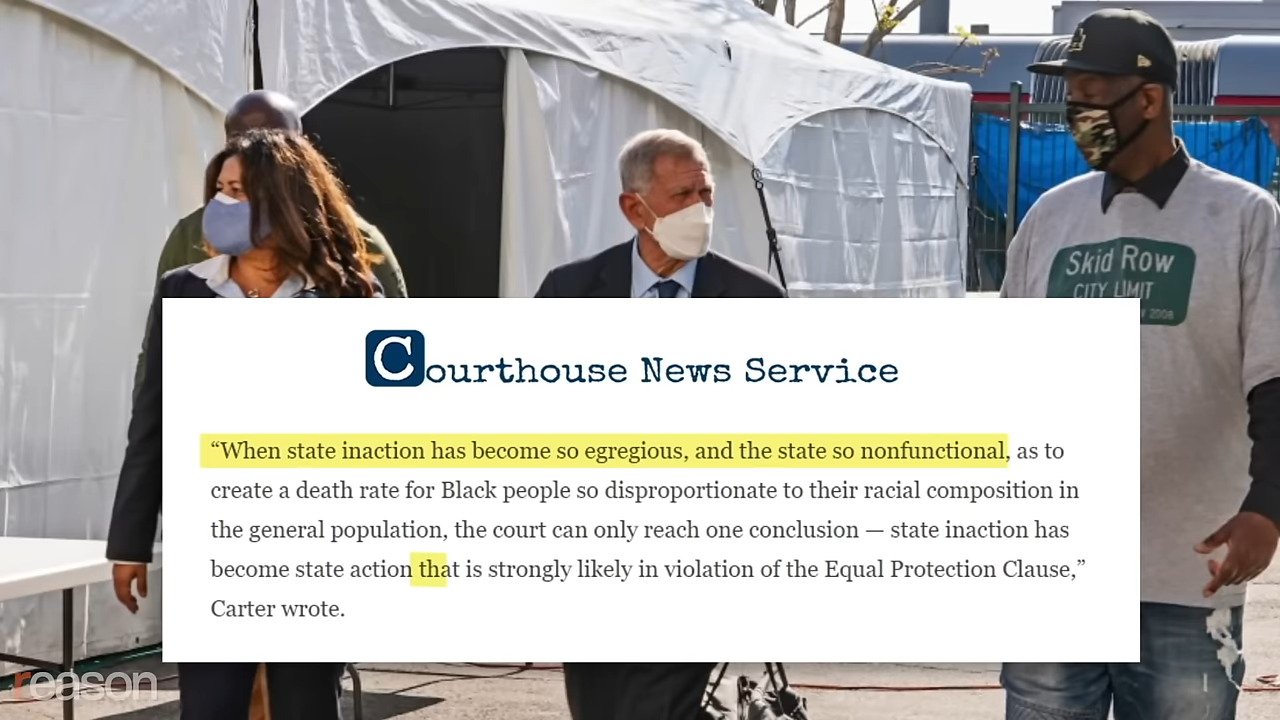 Skid Row
CITY LIMIT
2008
Courthouse News Service
“When state inaction has become so egregious, and the state so nonfunctional, as to
create a death rate for Black people so disproportionate to their racial composition in
the general population, the court can only reach one conclusion — state inaction has
become state action that is strongly likely in violation of the Equal Protection Clause,”
Carter wrote.
reason